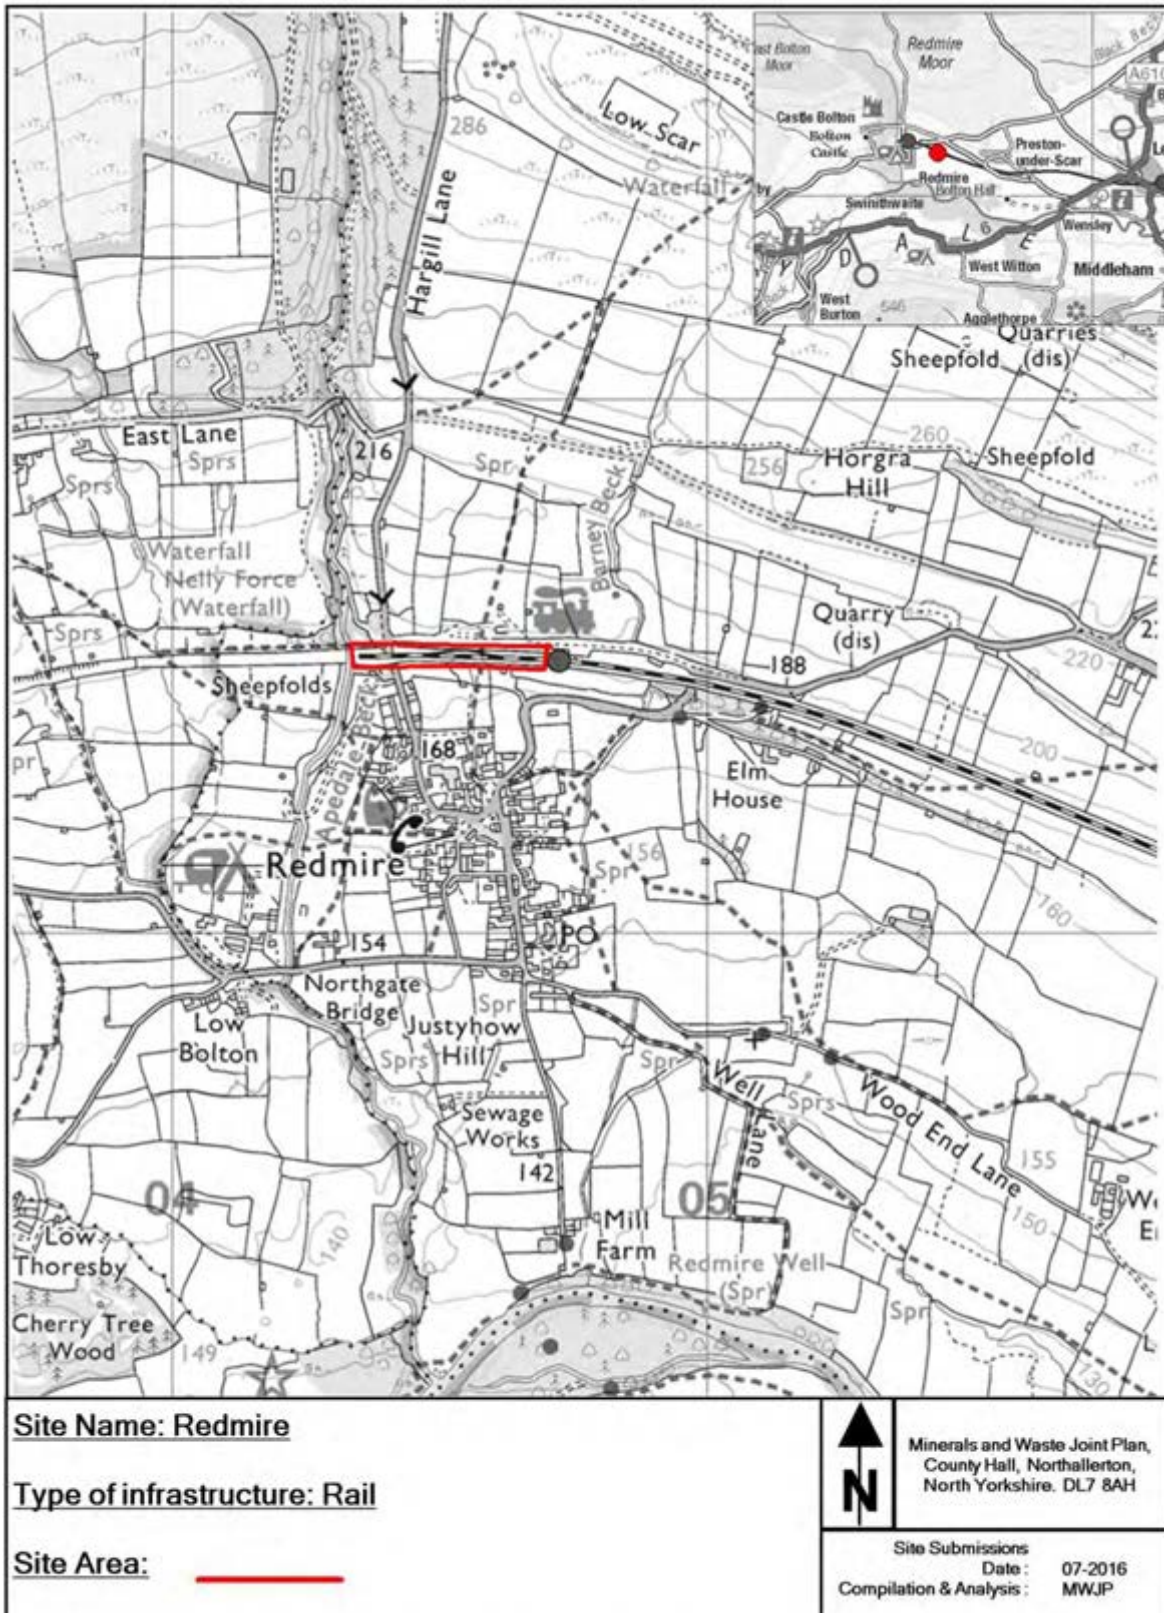 286
Hargill Lane
Low Scar
Waterfall
Redmire
Moor
Black Beck
Castle Bolton
Bolton
Castle
Preston-
under-Scar
Redmire
Bolton Hall
Swinithwaite
Wensley
L
6
E
A
D
West Witton
Middleham
West
Burton
546
Agglethorpe
Quarries
(dis)
Sheepfold
East Lane
216
Sprs
Sprs
Spr
256
260
Horgra
Hill
Sheepfold
Barney Beck
Waterfall
Nelly Force
(Waterfall)
Quarry
(dis)
Sprs
220
188
Sheepfolds
Apedale Beck
168
200
Elm
House
Redmire
Spr
156
160
PO
154
Northgate
Bridge
Spr
Low
Bolton
Justyhow
Hill
Sprs
Spr
Well Lane
Sprs
Wood End Lane
Sewage
Works
142
155
150
04
05
Low
Thoresby
140
Mill
Farm
Redmire Well
(Spr)
Spr
Cherry Tree
Wood
149
130
Site Name: Redmire
Type of infrastructure: Rail
Site Area:
N
Minerals and Waste Joint Plan,
County Hall, Northallerton,
North Yorkshire. DL7 8AH
Site Submissions
Date : 07-2016
Compilation & Analysis : MWJP